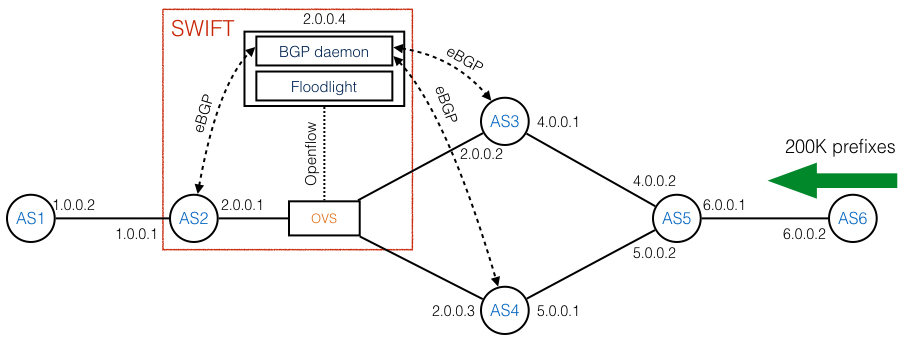 2.0.0.4
SWIFT
BGP daemon
Floodlight
eBGP
eBGP
eBGP
Openflow
AS3
4.0.0.1
2.0.0.2
200K prefixes
4.0.0.2
AS1
1.0.0.2
1.0.0.1
AS2
2.0.0.1
OVS
AS5
6.0.0.1
6.0.0.2
AS6
5.0.0.2
2.0.0.3
AS4
5.0.0.1